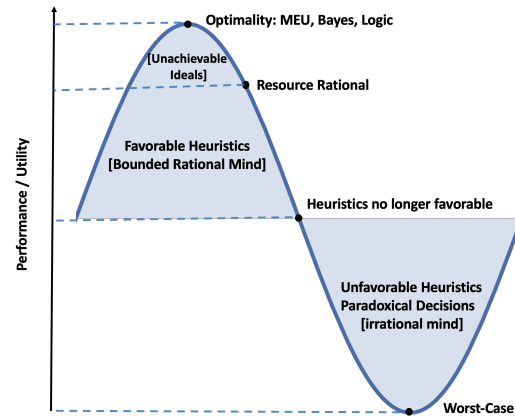 Optimality: MEU, Bayes, Logic
[Unachievable
Ideals]
Resource Rational
Favorable Heuristics
[Bounded Rational Mind]
Performance / Utility
Heuristics no longer favorable
Unfavorable Heuristics
Paradoxical Decisions
[irrational mind]
Worst-Case